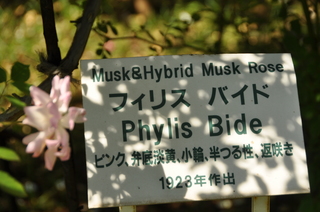 Musk&Hybrid Musk Rose
フィリス バイド
Phylis Bide
ピンク、弁底淡黄、小輪、半つる性、返咲き
1923年作出